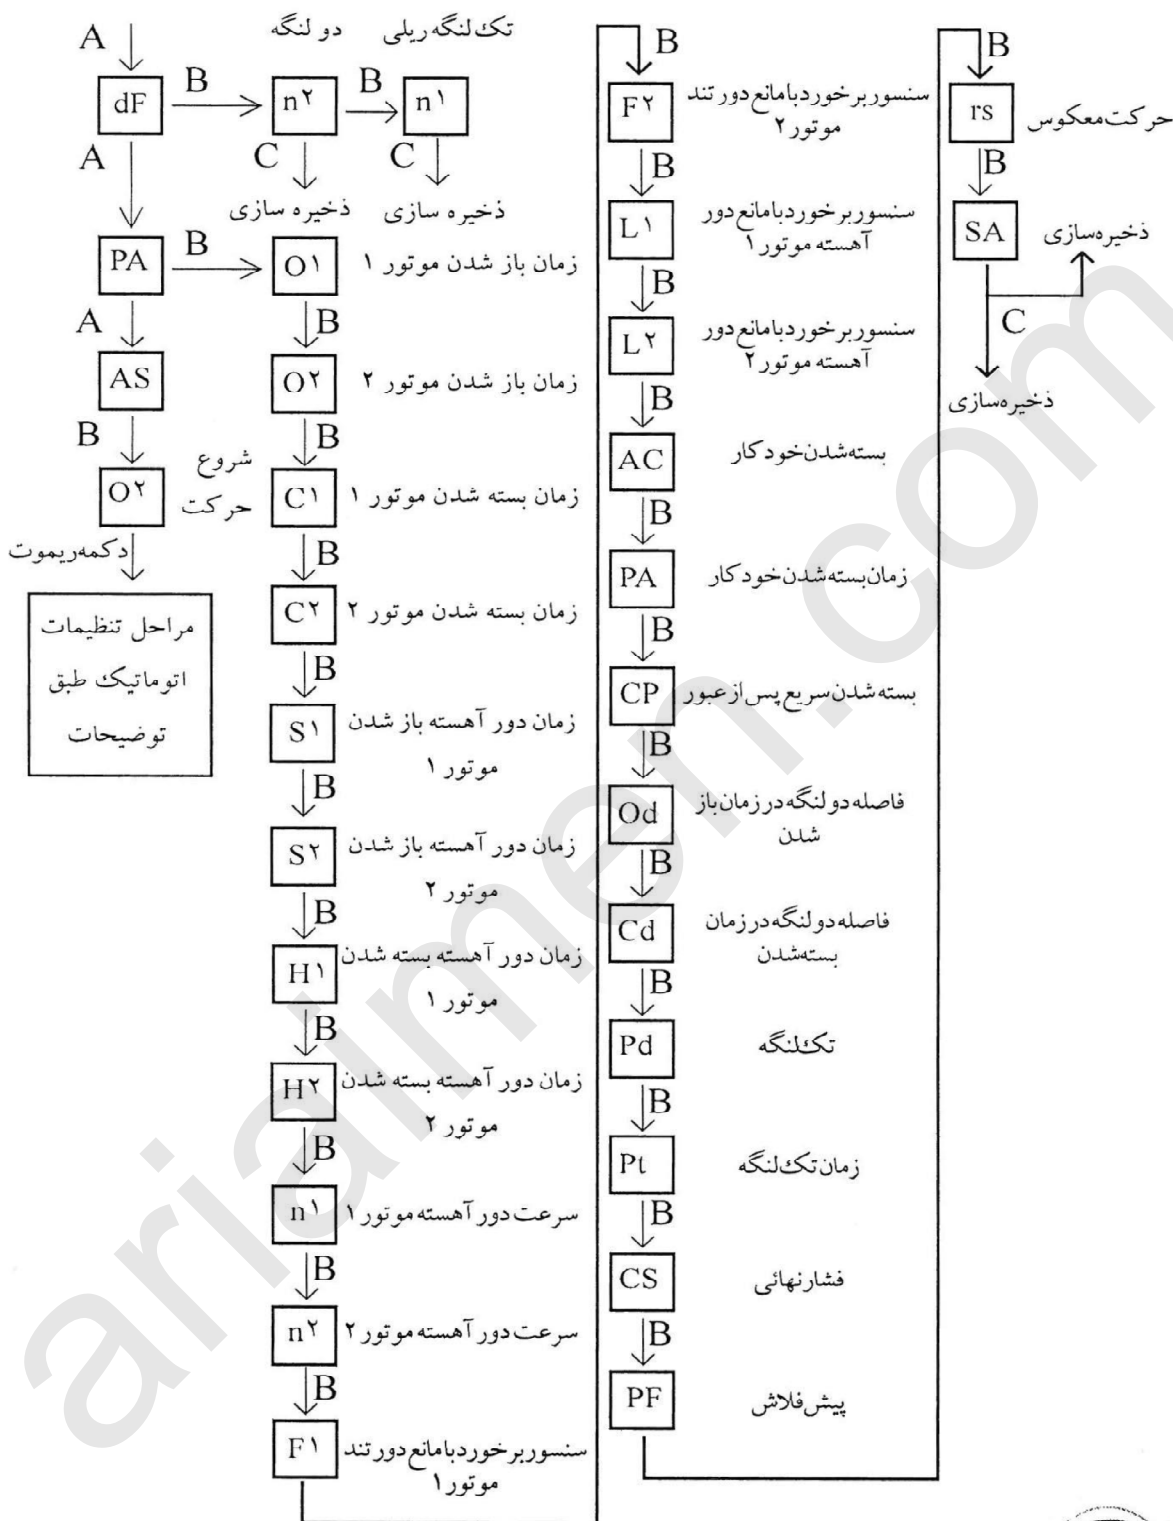 A
دو لنگه
تک لنگه ریلی
dF
B
n۲
B
n۱
A
C
C
ذخیره سازی
ذخیره سازی
PA
B
O۱
زمان باز شدن موتور ۱
A
B
AS
O۲
زمان باز شدن موتور ۲
B
B
O۲
شروع
حرکت
C۱
زمان بسته شدن موتور ۱
دکمه ریموت
B
مراحل تنظیمات
اتوماتیک طبق
توضیحات
C۲
زمان بسته شدن موتور ۲
B
S۱
زمان دور آهسته باز شدن
موتور ۱
B
S۲
زمان دور آهسته باز شدن
موتور ۲
B
H۱
زمان دور آهسته بسته شدن
موتور ۱
B
H۲
زمان دور آهسته بسته شدن
موتور ۲
B
n۱
سرعت دور آهسته موتور ۱
B
n۲
سرعت دور آهسته موتور ۲
B
F۱
سنسور برخورد با مانع دور تند
موتور ۱
B
F۲
سنسور برخورد با مانع دور تند
موتور ۲
B
L۱
سنسور برخورد با مانع دور
آهسته موتور ۱
B
L۲
سنسور برخورد با مانع دور
آهسته موتور ۲
B
AC
بسته شدن خودکار
B
PA
زمان بسته شدن خودکار
B
CP
بسته شدن سریع پس از عبور
B
Od
فاصله دو لنگه در زمان باز
شدن
B
Cd
فاصله دو لنگه در زمان
بسته شدن
B
Pd
تک لنگه
B
Pt
زمان تک لنگه
B
CS
فشار نهائی
B
PF
پیش فلاش
B
rs
حرکت معکوس
B
SA
ذخیره سازی
C
ذخیره سازی
ariaimen.com